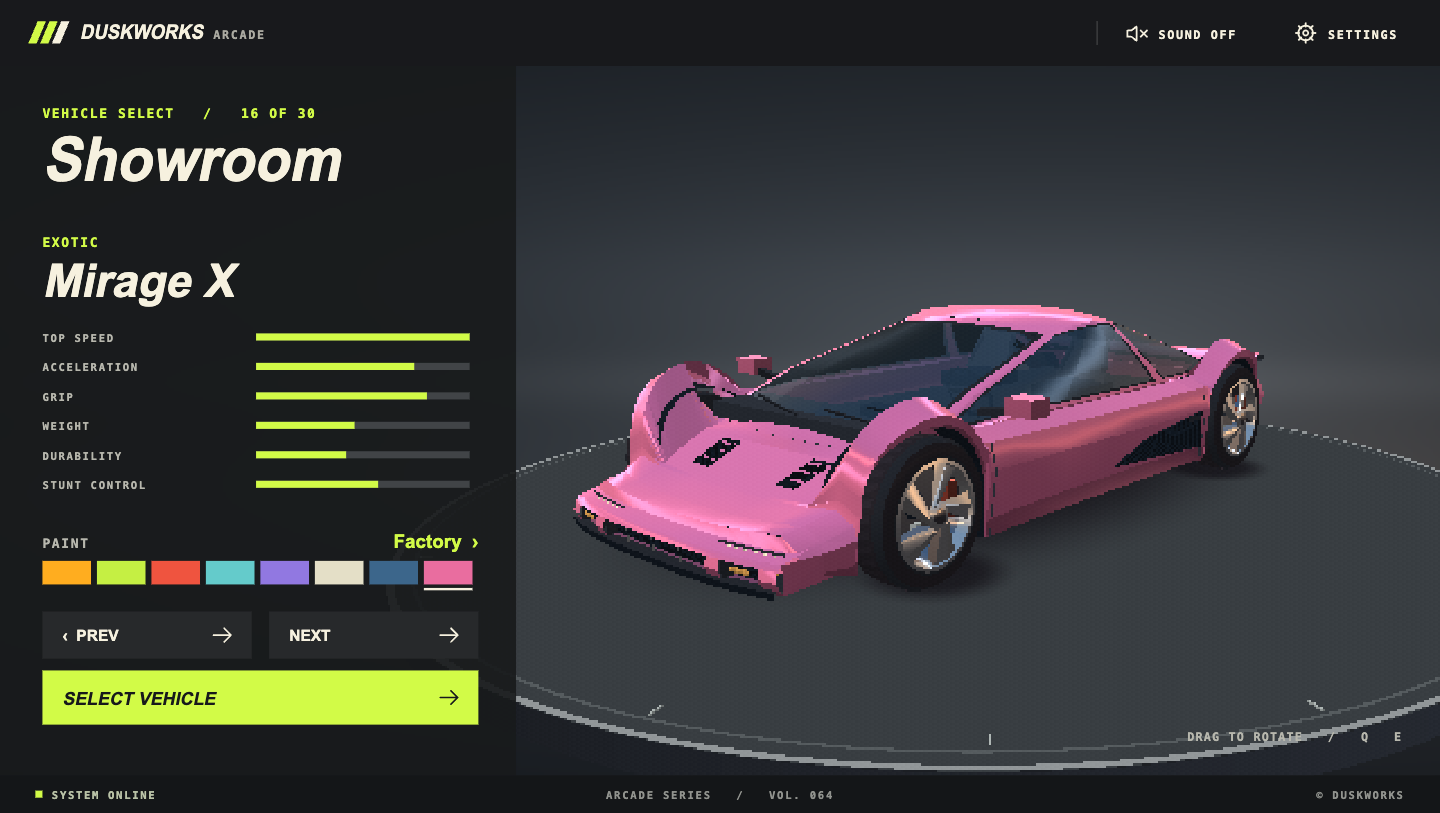 DUSKWORKS ARCADE
SOUND OFF
SETTINGS
VEHICLE SELECT / 16 OF 30
Showroom
EXOTIC
Mirage X
TOP SPEED
ACCELERATION
GRIP
WEIGHT
DURABILITY
STUNT CONTROL
PAINT
Factory ›
‹ PREV →
NEXT →
SELECT VEHICLE →
DRAG TO ROTATE / Q E
SYSTEM ONLINE
ARCADE SERIES / VOL. 064
© DUSKWORKS